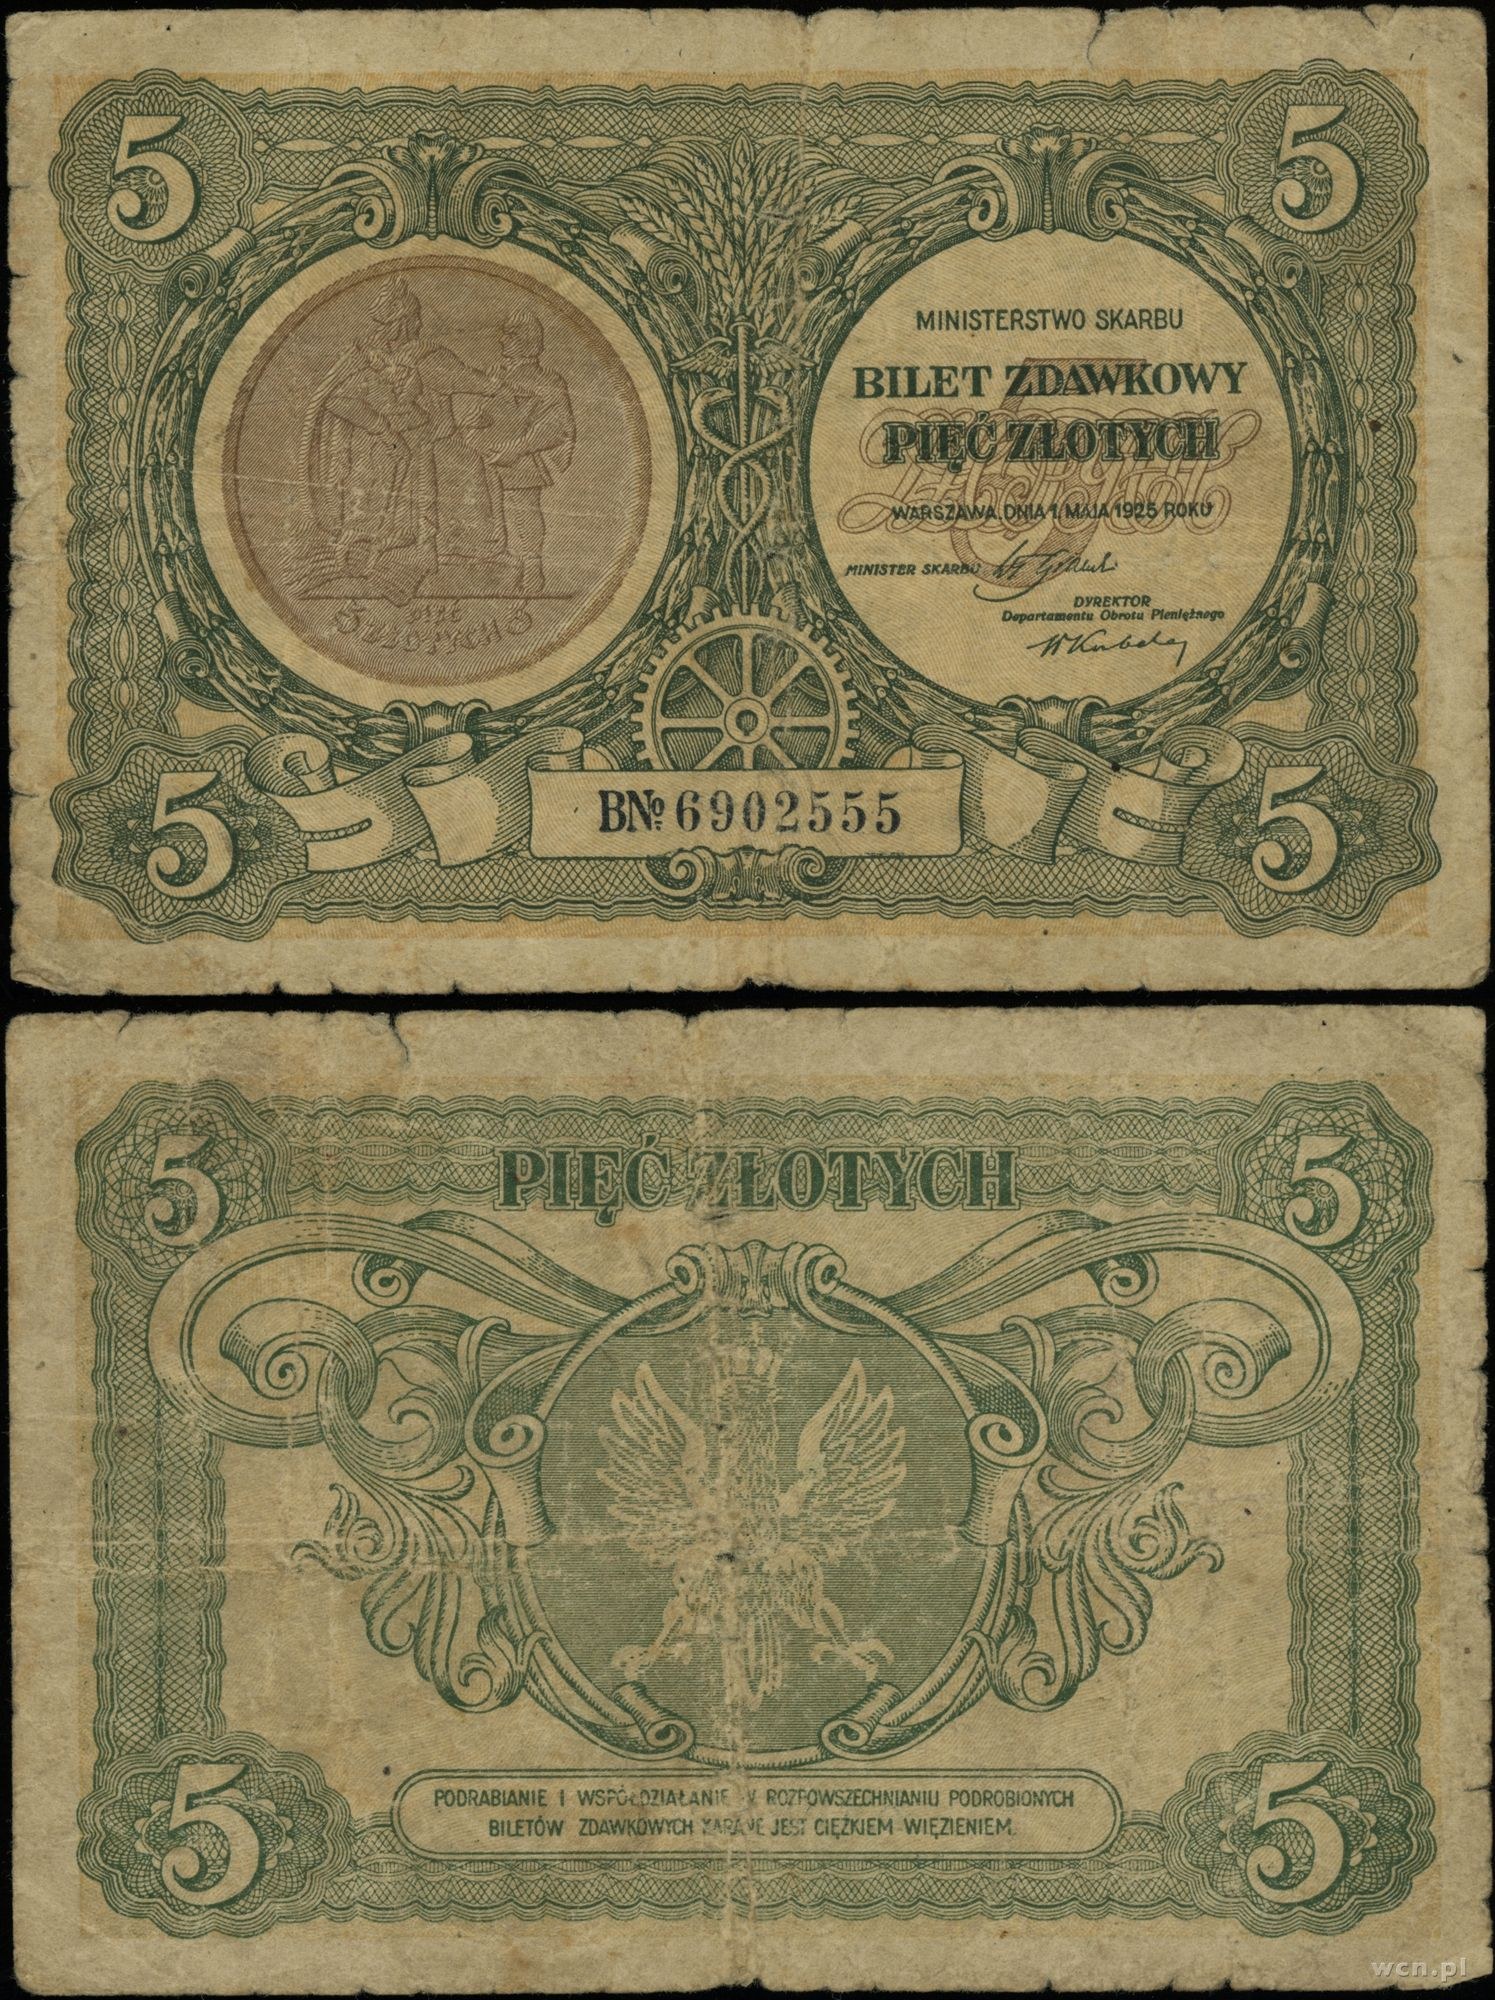 5
5
MINISTERSTWO SKARBU
BILET ZDAWKOWY
PIĘĆ ZŁOTYCH
5
WARSZAWA, DNIA 1. MAJA 1925 ROKU
MINISTER SKARBU
DYREKTOR
Departamentu Obrotu Pieniężnego
5
ZŁOTYCH
5
BNº 6902555
5
5
PIĘĆ ZŁOTYCH
5
PODRABIANIE I WSPÓŁDZIAŁANIE W ROZPOWSZECHNIANIU PODROBIONYCH
BILETÓW ZDAWKOWYCH KARANE JEST CIĘŻKIEM WIĘZIENIEM.
5
5
wcn.pl